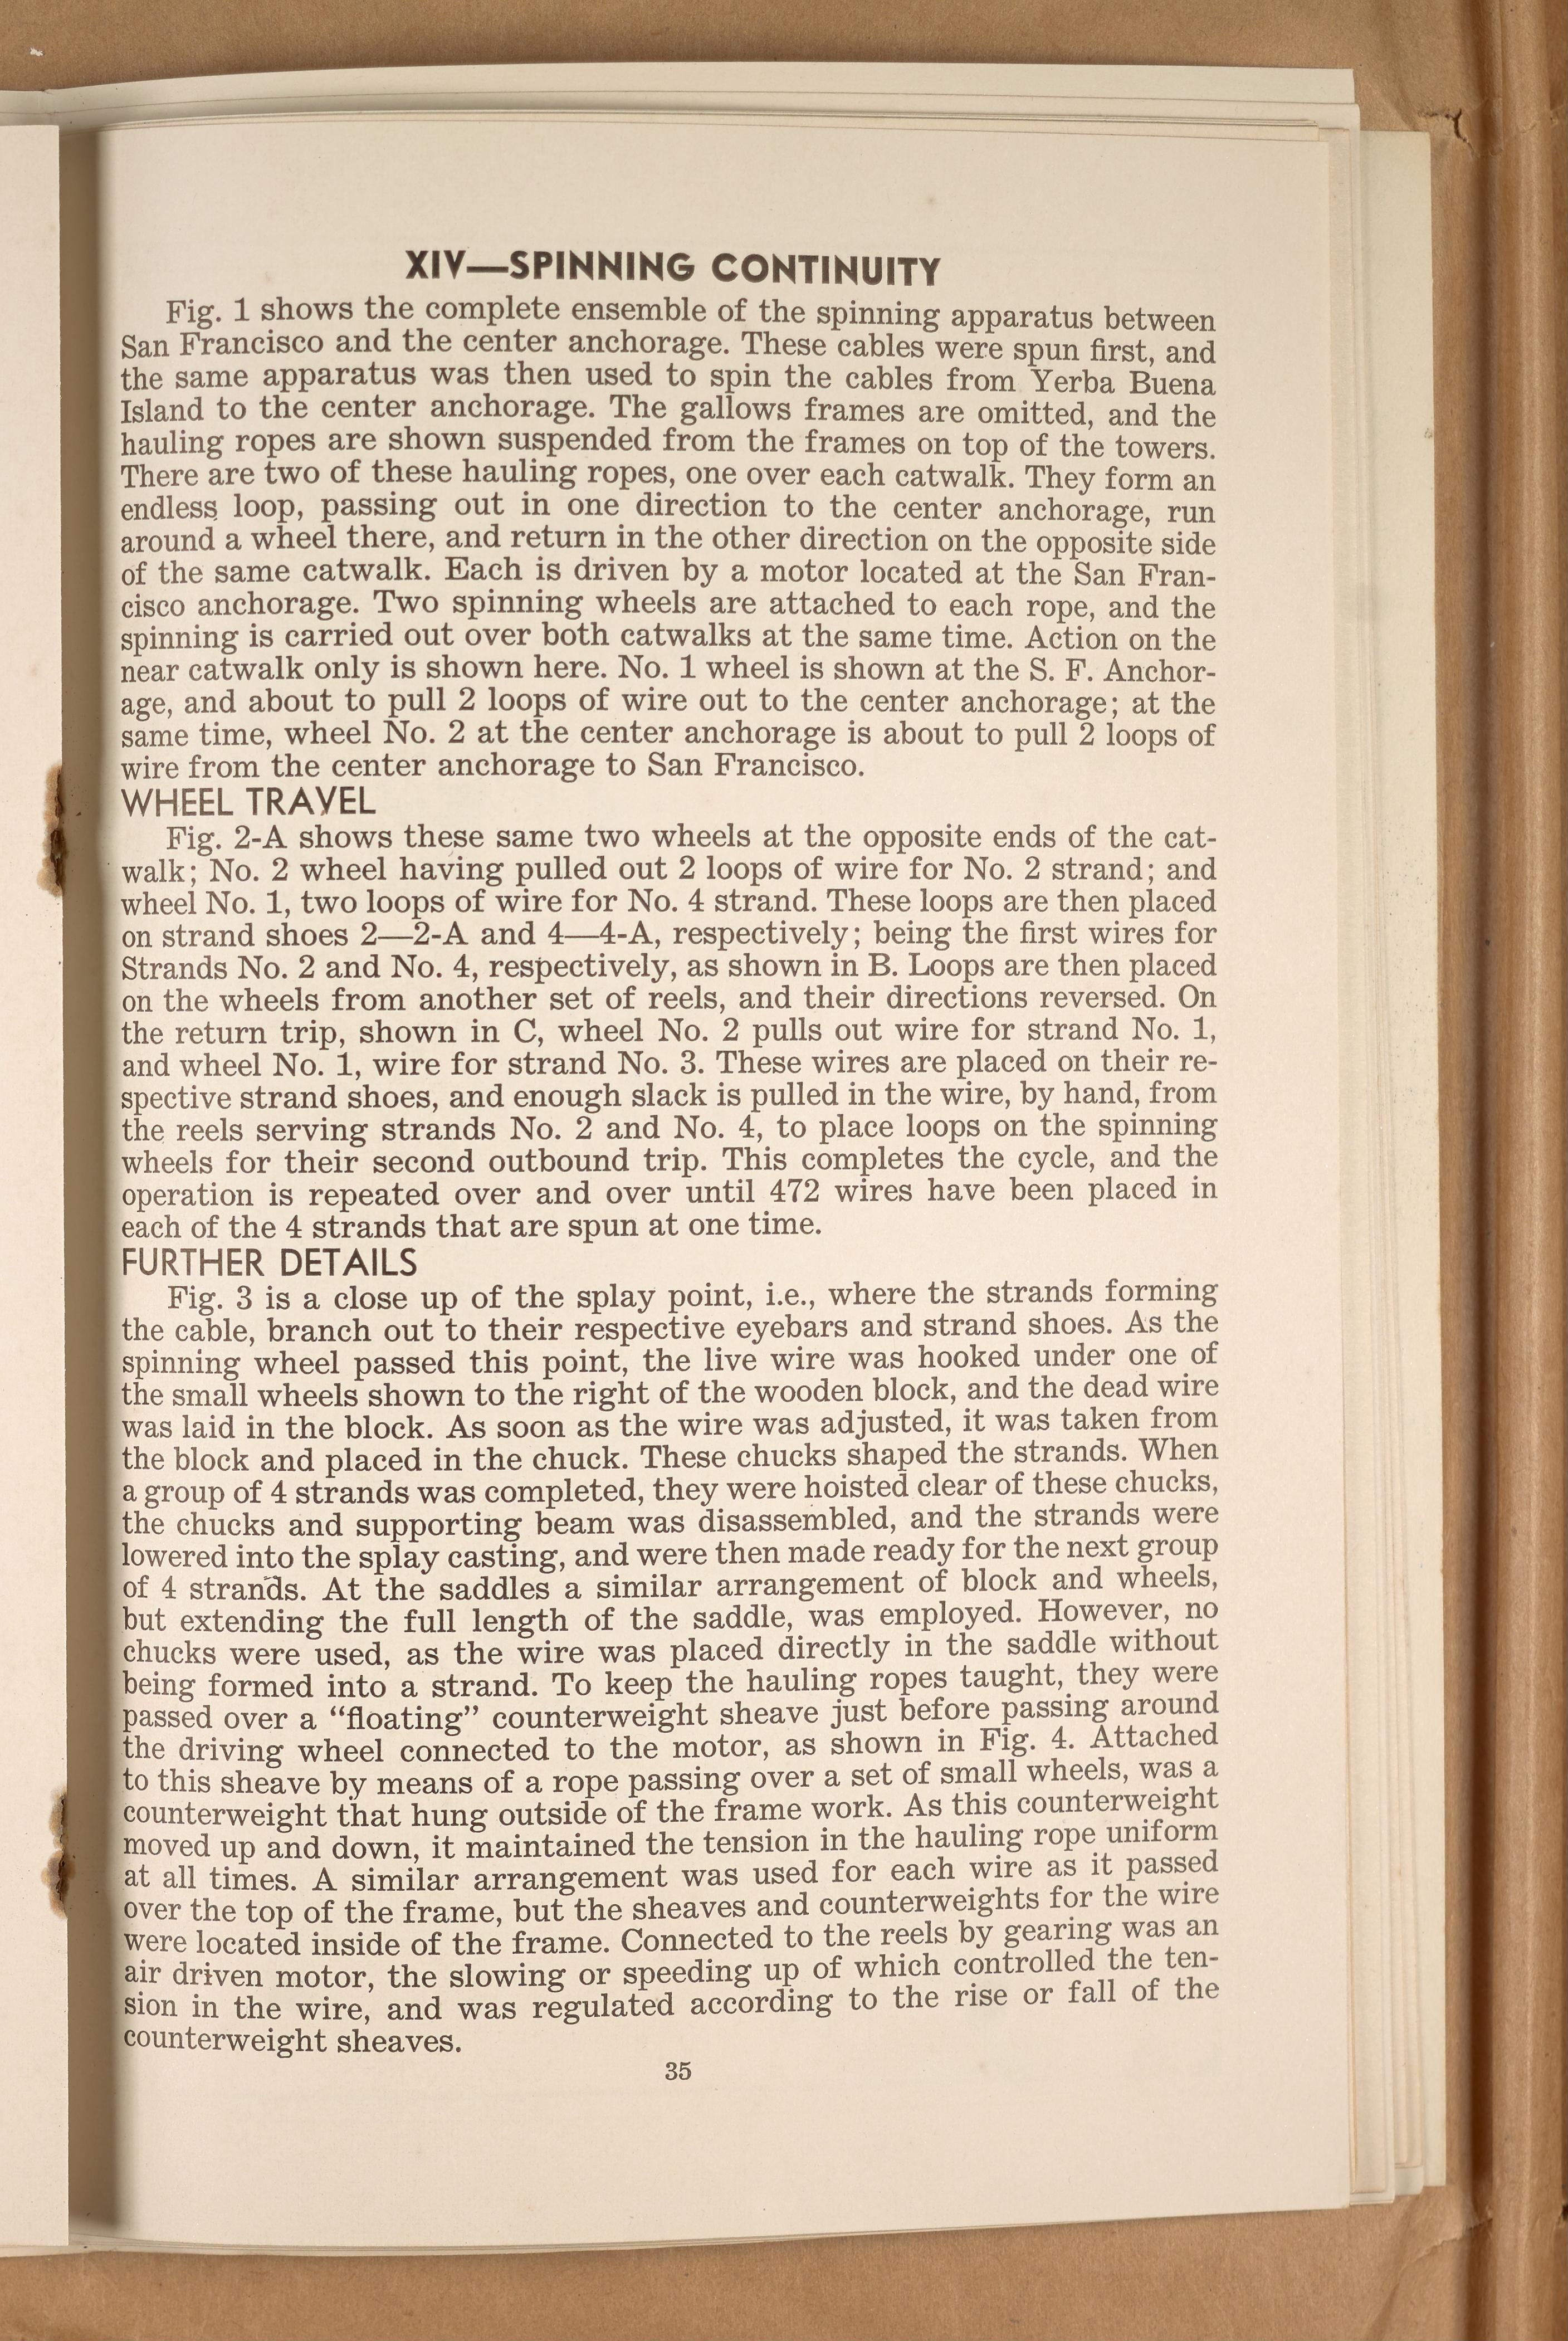 XIV—SPINNING CONTINUITY
Fig. 1 shows the complete ensemble of the spinning apparatus between
San Francisco and the center anchorage. These cables were spun first, and
the same apparatus was then used to spin the cables from Yerba Buena
Island to the center anchorage. The gallows frames are omitted, and the
hauling ropes are shown suspended from the frames on top of the towers.
There are two of these hauling ropes, one over each catwalk. They form an
endless loop, passing out in one direction to the center anchorage, run
around a wheel there, and return in the other direction on the opposite side
of the same catwalk. Each is driven by a motor located at the San Fran-
cisco anchorage. Two spinning wheels are attached to each rope, and the
spinning is carried out over both catwalks at the same time. Action on the
near catwalk only is shown here. No. 1 wheel is shown at the S. F. Anchor-
age, and about to pull 2 loops of wire out to the center anchorage; at the
same time, wheel No. 2 at the center anchorage is about to pull 2 loops of
wire from the center anchorage to San Francisco.
WHEEL TRAVEL
Fig. 2-A shows these same two wheels at the opposite ends of the cat-
walk; No. 2 wheel having pulled out 2 loops of wire for No. 2 strand; and
wheel No. 1, two loops of wire for No. 4 strand. These loops are then placed
on strand shoes 2—2-A and 4—4-A, respectively; being the first wires for
Strands No. 2 and No. 4, respectively, as shown in B. Loops are then placed
on the wheels from another set of reels, and their directions reversed. On
the return trip, shown in C, wheel No. 2 pulls out wire for strand No. 1,
and wheel No. 1, wire for strand No. 3. These wires are placed on their re-
spective strand shoes, and enough slack is pulled in the wire, by hand, from
the reels serving strands No. 2 and No. 4, to place loops on the spinning
wheels for their second outbound trip. This completes the cycle, and the
operation is repeated over and over until 472 wires have been placed in
each of the 4 strands that are spun at one time.
FURTHER DETAILS
Fig. 3 is a close up of the splay point, i.e., where the strands forming
the cable, branch out to their respective eyebars and strand shoes. As the
spinning wheel passed this point, the live wire was hooked under one of
the small wheels shown to the right of the wooden block, and the dead wire
was laid in the block. As soon as the wire was adjusted, it was taken from
the block and placed in the chuck. These chucks shaped the strands. When
a group of 4 strands was completed, they were hoisted clear of these chucks,
the chucks and supporting beam was disassembled, and the strands were
lowered into the splay casting, and were then made ready for the next group
of 4 strands. At the saddles a similar arrangement of block and wheels,
but extending the full length of the saddle, was employed. However, no
chucks were used, as the wire was placed directly in the saddle without
being formed into a strand. To keep the hauling ropes taught, they were
passed over a “floating” counterweight sheave just before passing around
the driving wheel connected to the motor, as shown in Fig. 4. Attached
to this sheave by means of a rope passing over a set of small wheels, was a
counterweight that hung outside of the frame work. As this counterweight
moved up and down, it maintained the tension in the hauling rope uniform
at all times. A similar arrangement was used for each wire as it passed
over the top of the frame, but the sheaves and counterweights for the wire
were located inside of the frame. Connected to the reels by gearing was an
air driven motor, the slowing or speeding up of which controlled the ten-
sion in the wire, and was regulated according to the rise or fall of the
counterweight sheaves.
35